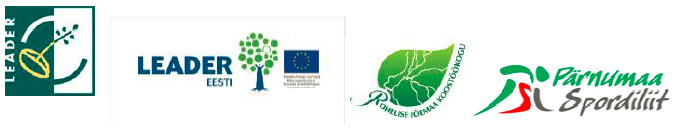 LEADER
LEADER
EESTI
ROHELISE JÕEMAA KOOSTÖÖKOGU
Pärnumaa
Spordiliit